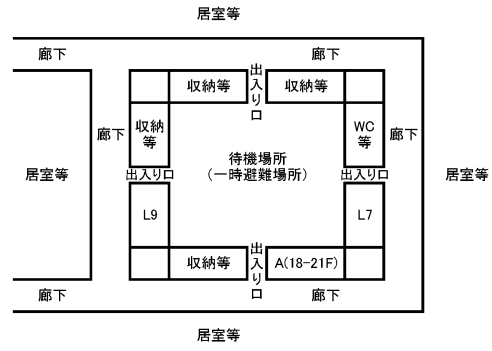 居室等
廊下
廊下
収納等
出入り口
収納等
廊下
収納
等
WC
等
廊下
待機場所
(一時避難場所)
居室等
出入り口
出入り口
居室等
L9
L7
収納等
出入り口
A(18-21F)
廊下
廊下
居室等